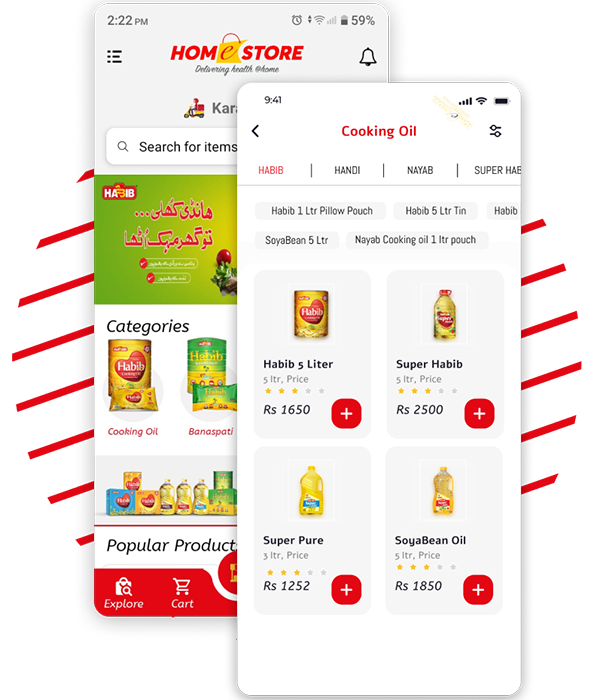 2:22 PM
59%
HOMeSTORE
Delivering health @home
Kara
Search for items
HABIB
ہانڈی کھلی...
تو گھر مہک اُٹھا
Categories
Habib
Habib
Cooking Oil
Banaspati
Popular Product
Explore
Cart
9:41
Cooking Oil
HABIB
HANDI
NAYAB
SUPER HAB
Habib 1 Ltr Pillow Pouch
Habib 5 Ltr Tin
Habib
SoyaBean 5 Ltr
Nayab Cooking oil 1 ltr pouch
Habib
Super
Habib 5 Liter
Super Habib
5 ltr, Price
5 ltr, Price
Rs 1650
+
Rs 2500
+
Super Pure
SoyaBean Oil
3 ltr, Price
5 ltr, Price
Rs 1252
+
Rs 1850
+